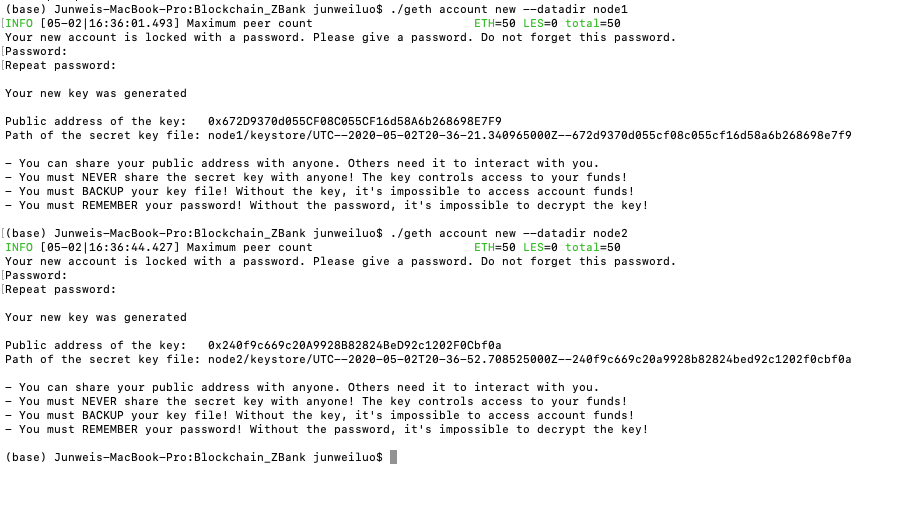 (base) Junweis-MacBook-Pro:Blockchain_ZBank junweiluo$ ./geth account new --datadir node1
INFO [05-02|16:36:01.493] Maximum peer count ETH=50 LES=0 total=50
Your new account is locked with a password. Please give a password. Do not forget this password.
[Password:
[Repeat password:
Your new key was generated
Public address of the key: 0x672D9370d055CF08C055CF16d58A6b268698E7F9
Path of the secret key file: node1/keystore/UTC--2020-05-02T20-36-21.340965000Z--672d9370d055cf08c055cf16d58a6b268698e7f9
- You can share your public address with anyone. Others need it to interact with you.
- You must NEVER share the secret key with anyone! The key controls access to your funds!
- You must BACKUP your key file! Without the key, it's impossible to access account funds!
- You must REMEMBER your password! Without the password, it's impossible to decrypt the key!
[(base) Junweis-MacBook-Pro:Blockchain_ZBank junweiluo$ ./geth account new --datadir node2
INFO [05-02|16:36:44.427] Maximum peer count ETH=50 LES=0 total=50
Your new account is locked with a password. Please give a password. Do not forget this password.
[Password:
[Repeat password:
Your new key was generated
Public address of the key: 0x240f9c669c20A9928B82824BeD92c1202F0Cbf0a
Path of the secret key file: node2/keystore/UTC--2020-05-02T20-36-52.708525000Z--240f9c669c20a9928b82824bed92c1202f0cbf0a
- You can share your public address with anyone. Others need it to interact with you.
- You must NEVER share the secret key with anyone! The key controls access to your funds!
- You must BACKUP your key file! Without the key, it's impossible to access account funds!
- You must REMEMBER your password! Without the password, it's impossible to decrypt the key!
(base) Junweis-MacBook-Pro:Blockchain_ZBank junweiluo$